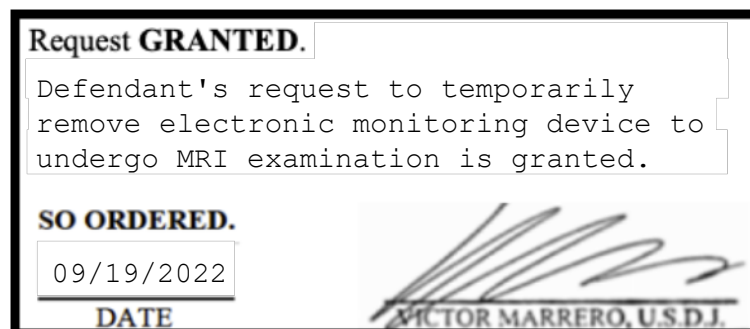 Request GRANTED.
Defendant's request to temporarily
remove electronic monitoring device to
undergo MRI examination is granted.
SO ORDERED.
09/19/2022
DATE
VICTOR MARRERO, U.S.D.J.